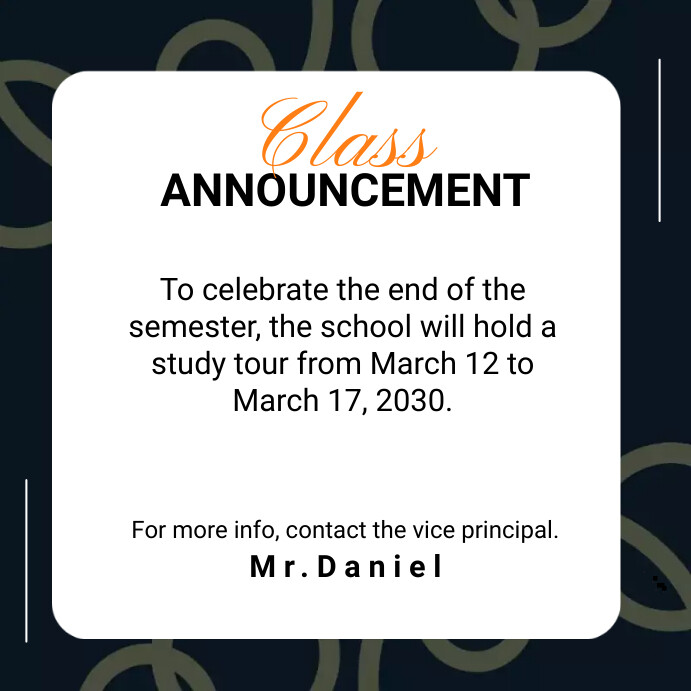 Class
ANNOUNCEMENT
To celebrate the end of the
semester, the school will hold a
study tour from March 12 to
March 17, 2030.
For more info, contact the vice principal.
Mr.Daniel